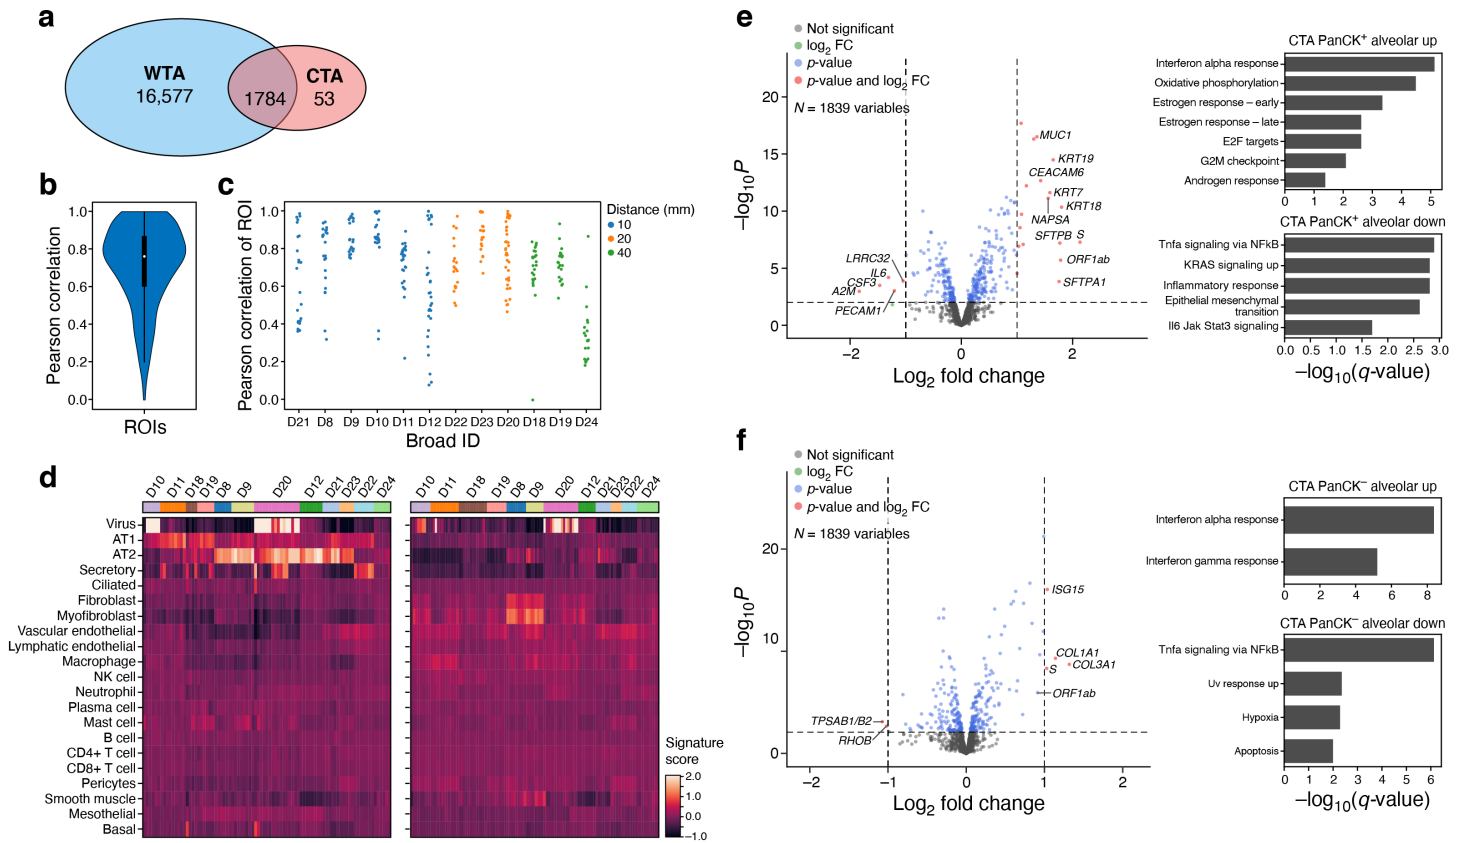 a
WTA
16,577
1784
CTA
53
b
Pearson correlation
1.0
0.8
0.6
0.4
0.2
0.0
ROIs
c
Pearson correlation of ROI
1.0
0.8
0.6
0.4
0.2
0.0
D21 D8 D9 D10 D11 D12 D22 D23 D20 D18 D19 D24
Broad ID
Distance (mm)
10
20
40
d
D10 D11 D18 D19 D8 D9 D20 D12 D21 D23 D22 D24
D10 D11 D18 D19 D8 D9 D20 D12 D21 D23 D22 D24
Virus
AT1
AT2
Secretory
Ciliated
Fibroblast
Myofibroblast
Vascular endothelial
Lymphatic endothelial
Macrophage
NK cell
Neutrophil
Plasma cell
Mast cell
B cell
CD4+ T cell
CD8+ T cell
Pericytes
Smooth muscle
Mesothelial
Basal
Signature
score
2.0
1.0
0.0
−1.0
e
Not significant
log2 FC
p-value
p-value and log2 FC
N = 1839 variables
−log10P
20
15
10
5
0
MUC1
KRT19
CEACAM6
KRT7
KRT18
NAPSA
SFTPB S
ORF1ab
SFTPA1
LRRC32
IL6
CSF3
A2M
PECAM1
−2 0 2
Log2 fold change
CTA PanCK+ alveolar up
Interferon alpha response
Oxidative phosphorylation
Estrogen response – early
Estrogen response – late
E2F targets
G2M checkpoint
Androgen response
0 1 2 3 4 5
CTA PanCK+ alveolar down
Tnfa signaling via NFkB
KRAS signaling up
Inflammatory response
Epithelial mesenchymal
transition
Il6 Jak Stat3 signaling
0.0 0.5 1.0 1.5 2.0 2.5 3.0
−log10(q-value)
f
Not significant
log2 FC
p-value
p-value and log2 FC
N = 1839 variables
−log10P
20
10
0
ISG15
COL1A1
COL3A1
S
ORF1ab
TPSAB1/B2
RHOB
−2 −1 0 1 2
Log2 fold change
CTA PanCK− alveolar up
Interferon alpha response
Interferon gamma response
0 2 4 6 8
CTA PanCK− alveolar down
Tnfa signaling via NFkB
Uv response up
Hypoxia
Apoptosis
0 1 2 3 4 5 6
−log10(q-value)